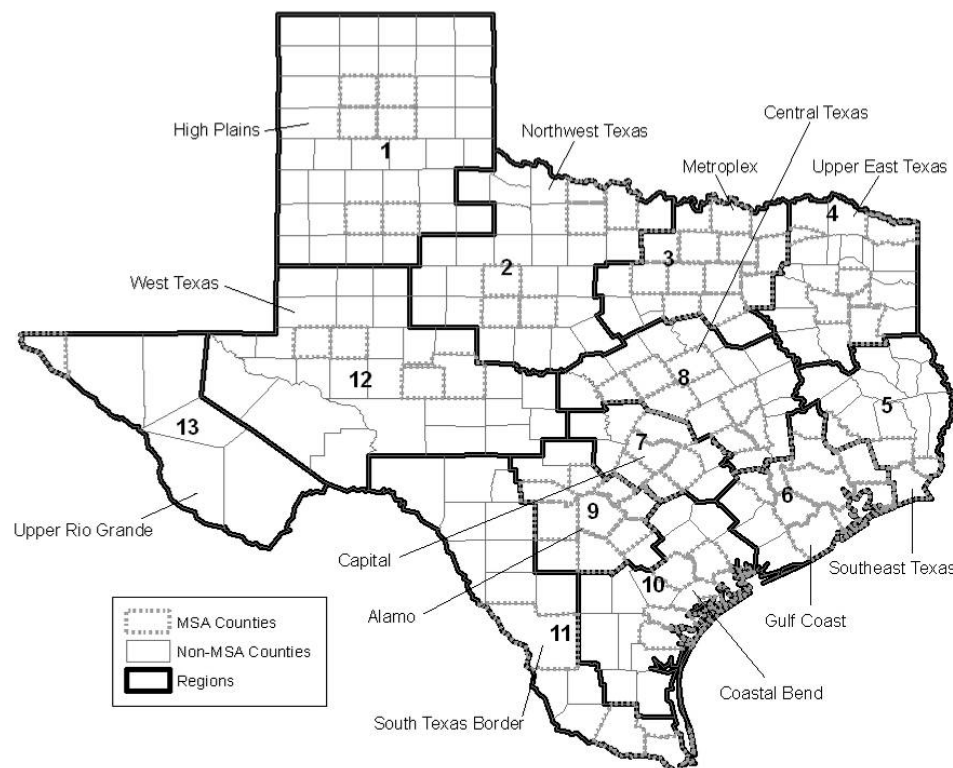 Central Texas
High Plains
Northwest Texas
1
Metroplex
Upper East Texas
4
2
3
West Texas
12
8
5
13
7
6
Upper Rio Grande
9
Capital
Southeast Texas
10
Alamo
Gulf Coast
MSA Counties
11
Non-MSA Counties
Regions
Coastal Bend
South Texas Border